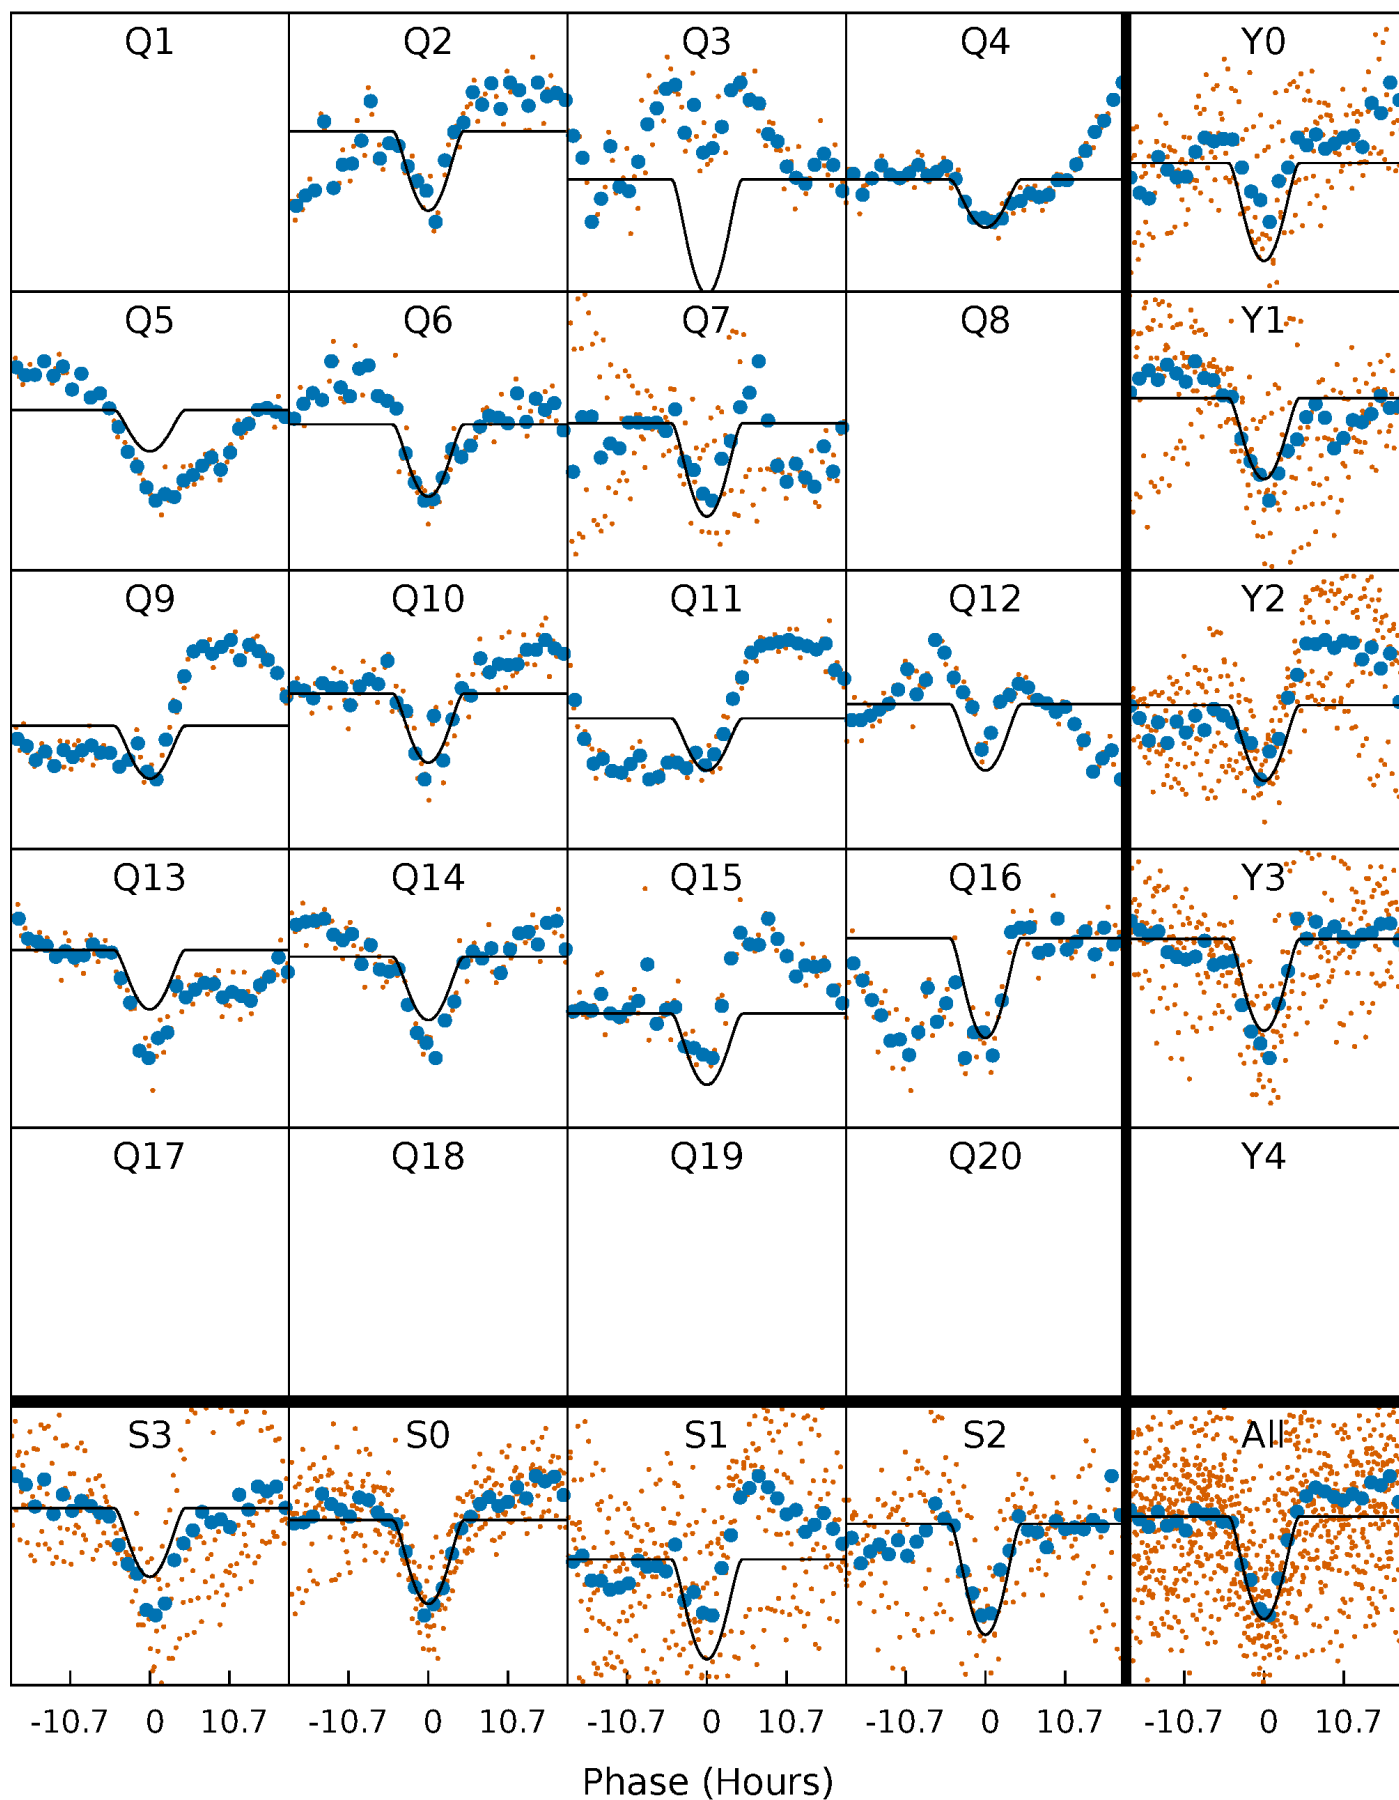 Q1 Q2 Q3 Q4 Y0
Q5 Q6 Q7 Q8 Y1
Q9 Q10 Q11 Q12 Y2
Q13 Q14 Q15 Q16 Y3
Q17 Q18 Q19 Q20 Y4
S3 S0 S1 S2 All
-10.7 0 10.7 -10.7 0 10.7 -10.7 0 10.7 -10.7 0 10.7 -10.7 0 10.7
Phase (Hours)